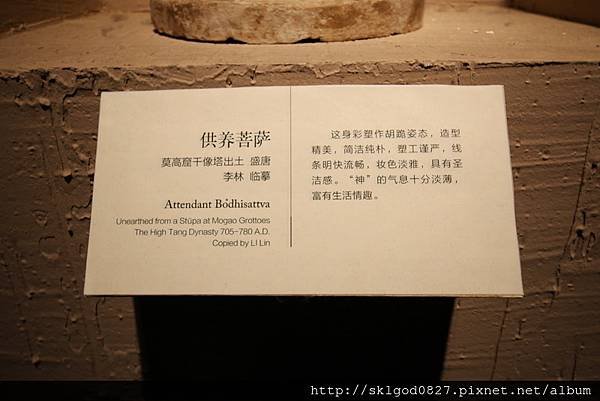 供养菩萨
莫高窟千像塔出土 盛唐
李林 临摹
Attendant Bodhisattva
Unearthed from a Stūpa at Mogao Grottoes
The High Tang Dynasty 705-780 A.D.
Copied by LI Lin
这身彩塑作胡跪姿态，造型
精美，简洁纯朴，塑工谨严，线
条明快流畅，妆色淡雅，具有圣
洁感。“神”的气息十分淡薄，
富有生活情趣。
http://sklgod0827.pixnet.net/album